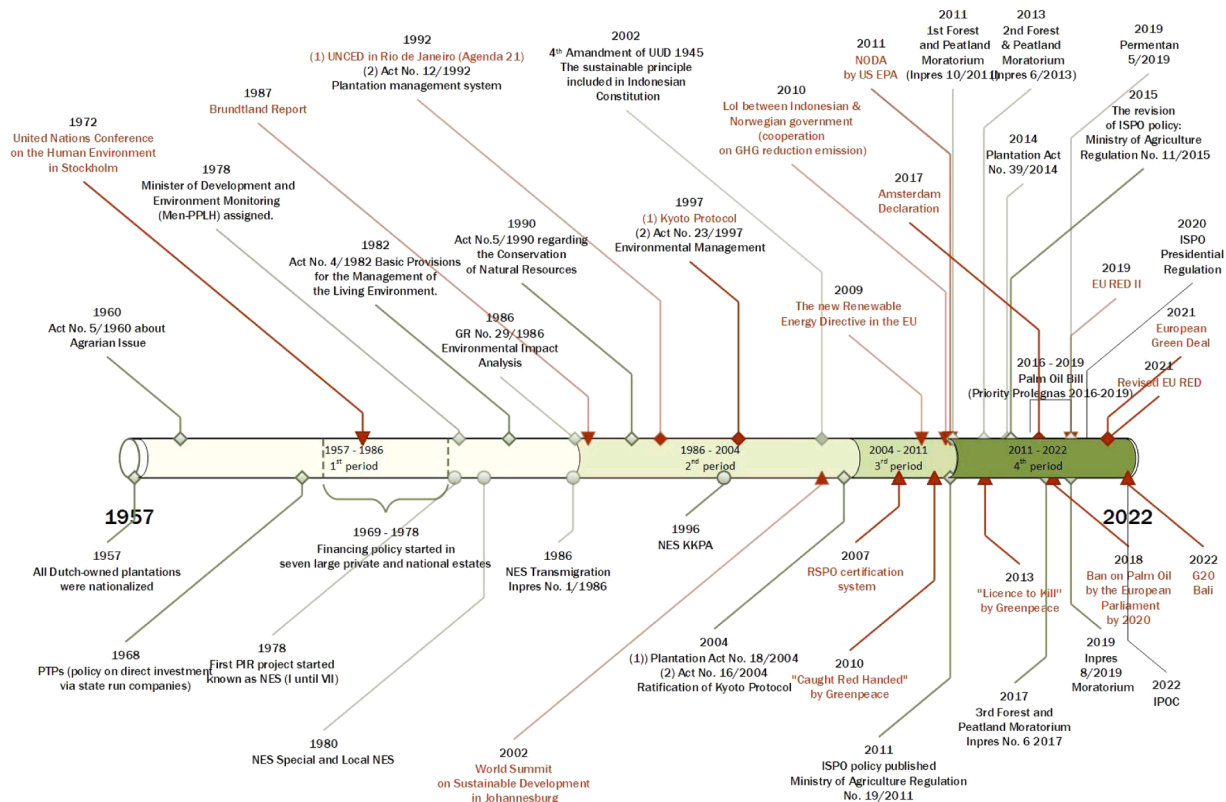 1972
United Nations Conference
on the Human Environment
in Stockholm
1987
Brundtland Report
1992
(1) UNCED in Rio de Janeiro (Agenda 21)
(2) Act No. 12/1992
Plantation management system
2002
4th Amandment of UUD 1945
The sustainable principle
included in Indonesian
Constitution
2010
LoI between Indonesian &
Norwegian government
(cooperation
on GHG reduction emission)
2011
NODA
by US EPA
2011
1st Forest
and Peatland
Moratorium
(Inpres 10/2011)
2013
2nd Forest
& Peatland
Moratorium
(Inpres 6/2013)
2019
Permentan
5/2019
2015
The revision
of ISPO policy:
Ministry of Agriculture
Regulation No. 11/2015
1978
Minister of Development and
Environment Monitoring
(Men-PPLH) assigned.
2014
Plantation Act
No. 39/2014
2017
Amsterdam
Declaration
1997
(1) Kyoto Protocol
(2) Act No. 23/1997
Environmental Management
1990
Act No.5/1990 regarding
the Conservation
of Natural Resources
1982
Act No. 4/1982 Basic Provisions
for the Management of
the Living Environment.
2020
ISPO
Presidential
Regulation
2019
EU RED II
2009
The new Renewable
Energy Directive in the EU
1960
Act No. 5/1960 about
Agrarian Issue
1986
GR No. 29/1986
Environmental Impact
Analysis
2021
European
Green Deal
2016 - 2019
Palm Oil Bill
(Priority Prolegnas 2016-2019)
2021
Revised EU RED
1957 - 1986
1st period
1986 - 2004
2nd period
2004 - 2011
3rd period
2011 - 2022
4th period
1957
2022
1957
All Dutch-owned plantations
were nationalized
1969 - 1978
Financing policy started in
seven large private and national estates
1986
NES Transmigration
Inpres No. 1/1986
1996
NES KKPA
2007
RSPO certification
system
2013
"Licence to Kill"
by Greenpeace
2018
Ban on Palm Oil
by the European
Parliament
by 2020
2022
G20
Bali
1968
PTPs (policy on direct investment
via state run companies)
1978
First PIR project started
known as NES (I until VII)
2004
(1)) Plantation Act No. 18/2004
(2) Act No. 16/2004
Ratification of Kyoto Protocol
2010
"Caught Red Handed"
by Greenpeace
2019
Inpres
8/2019
Moratorium
2022
IPOC
2017
3rd Forest and
Peatland Moratorium
Inpres No. 6 2017
1980
NES Special and Local NES
2002
World Summit
on Sustainable Development
in Johannesburg
2011
ISPO policy published
Ministry of Agriculture Regulation
No. 19/2011